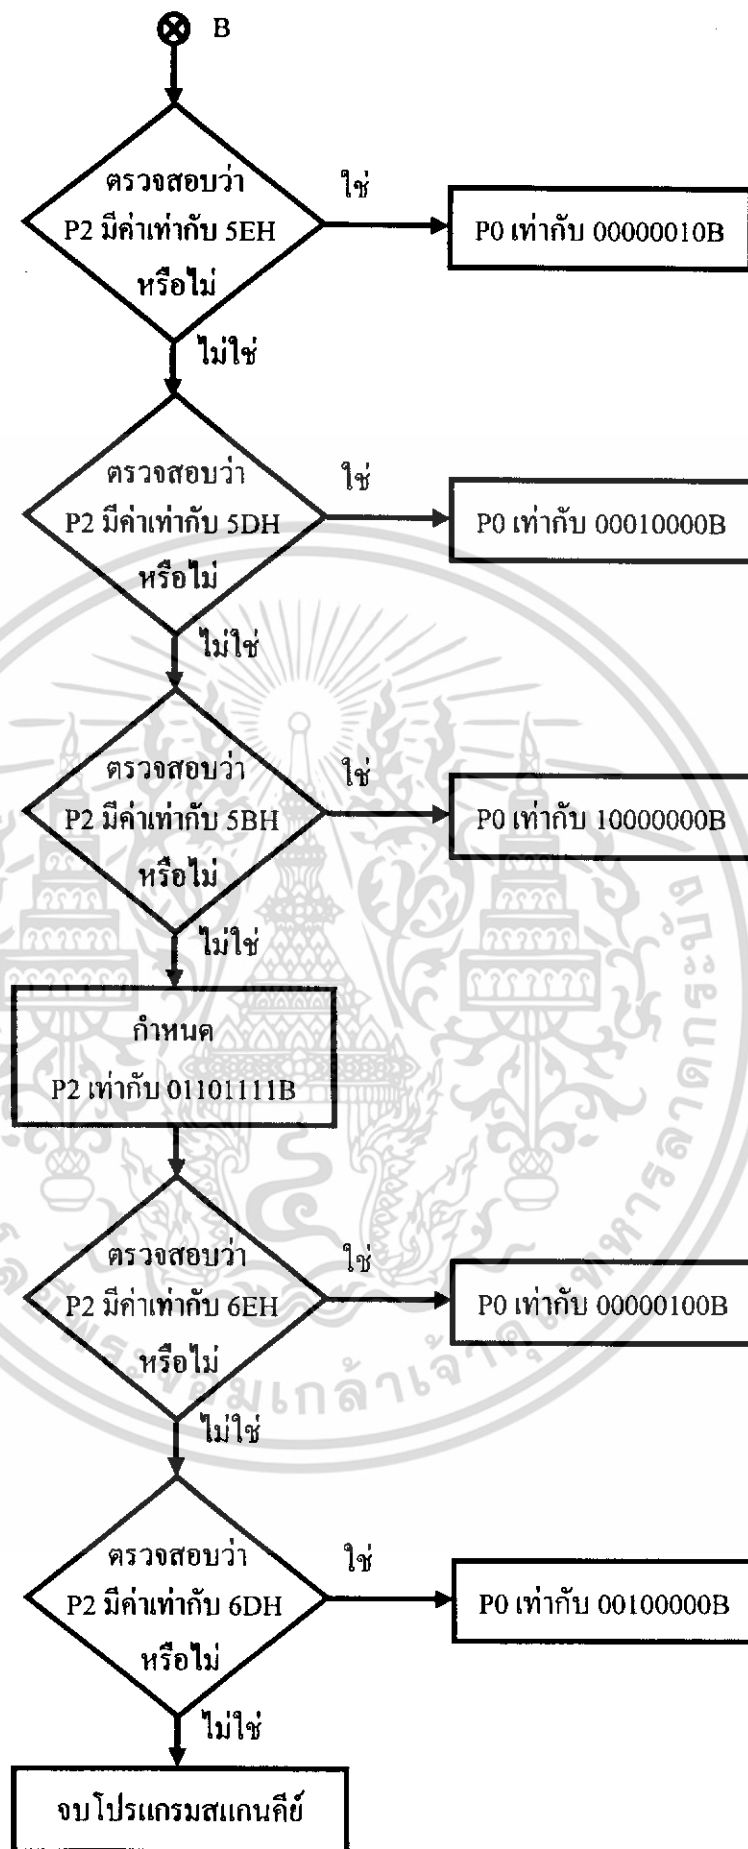 B
ตรวจสอบว่า
P2 มีค่าเท่ากับ 5EH
หรือไม่
ใช่
P0 เท่ากับ 00000010B
ไม่ใช่
ตรวจสอบว่า
P2 มีค่าเท่ากับ 5DH
หรือไม่
ใช่
P0 เท่ากับ 00010000B
ไม่ใช่
ตรวจสอบว่า
P2 มีค่าเท่ากับ 5BH
หรือไม่
ใช่
P0 เท่ากับ 10000000B
ไม่ใช่
กำหนด
P2 เท่ากับ 01101111B
ตรวจสอบว่า
P2 มีค่าเท่ากับ 6EH
หรือไม่
ใช่
P0 เท่ากับ 00000100B
ไม่ใช่
ตรวจสอบว่า
P2 มีค่าเท่ากับ 6DH
หรือไม่
ใช่
P0 เท่ากับ 00100000B
ไม่ใช่
จบโปรแกรมสแกนคีย์